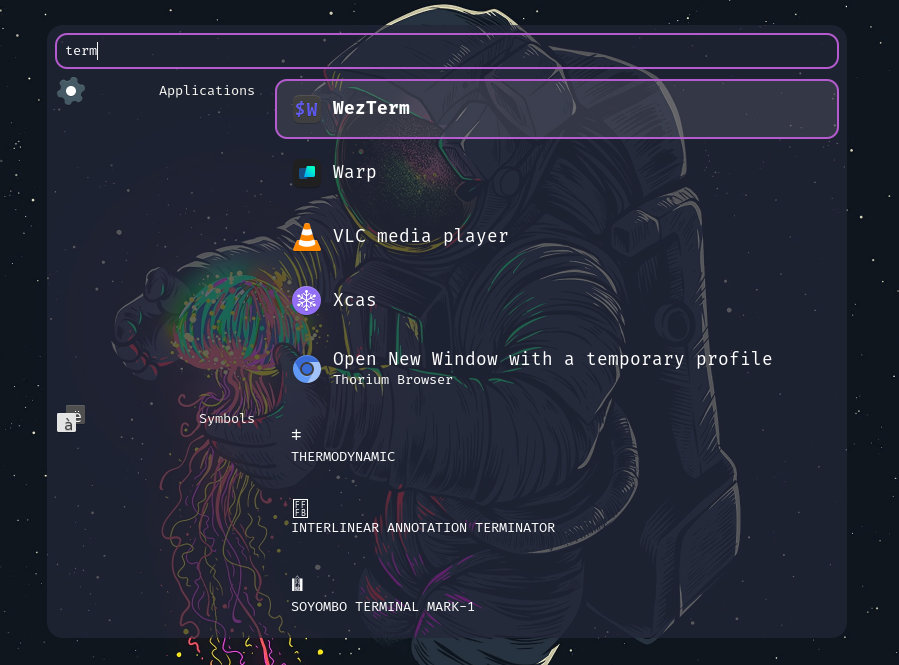 term
Applications
$W WezTerm
Warp
VLC media player
Xcas
Open New Window with a temporary profile
Thorium Browser
à ë Symbols
⧧
THERMODYNAMIC
FFFB
INTERLINEAR ANNOTATION TERMINATOR
SOYOMBO TERMINAL MARK-1